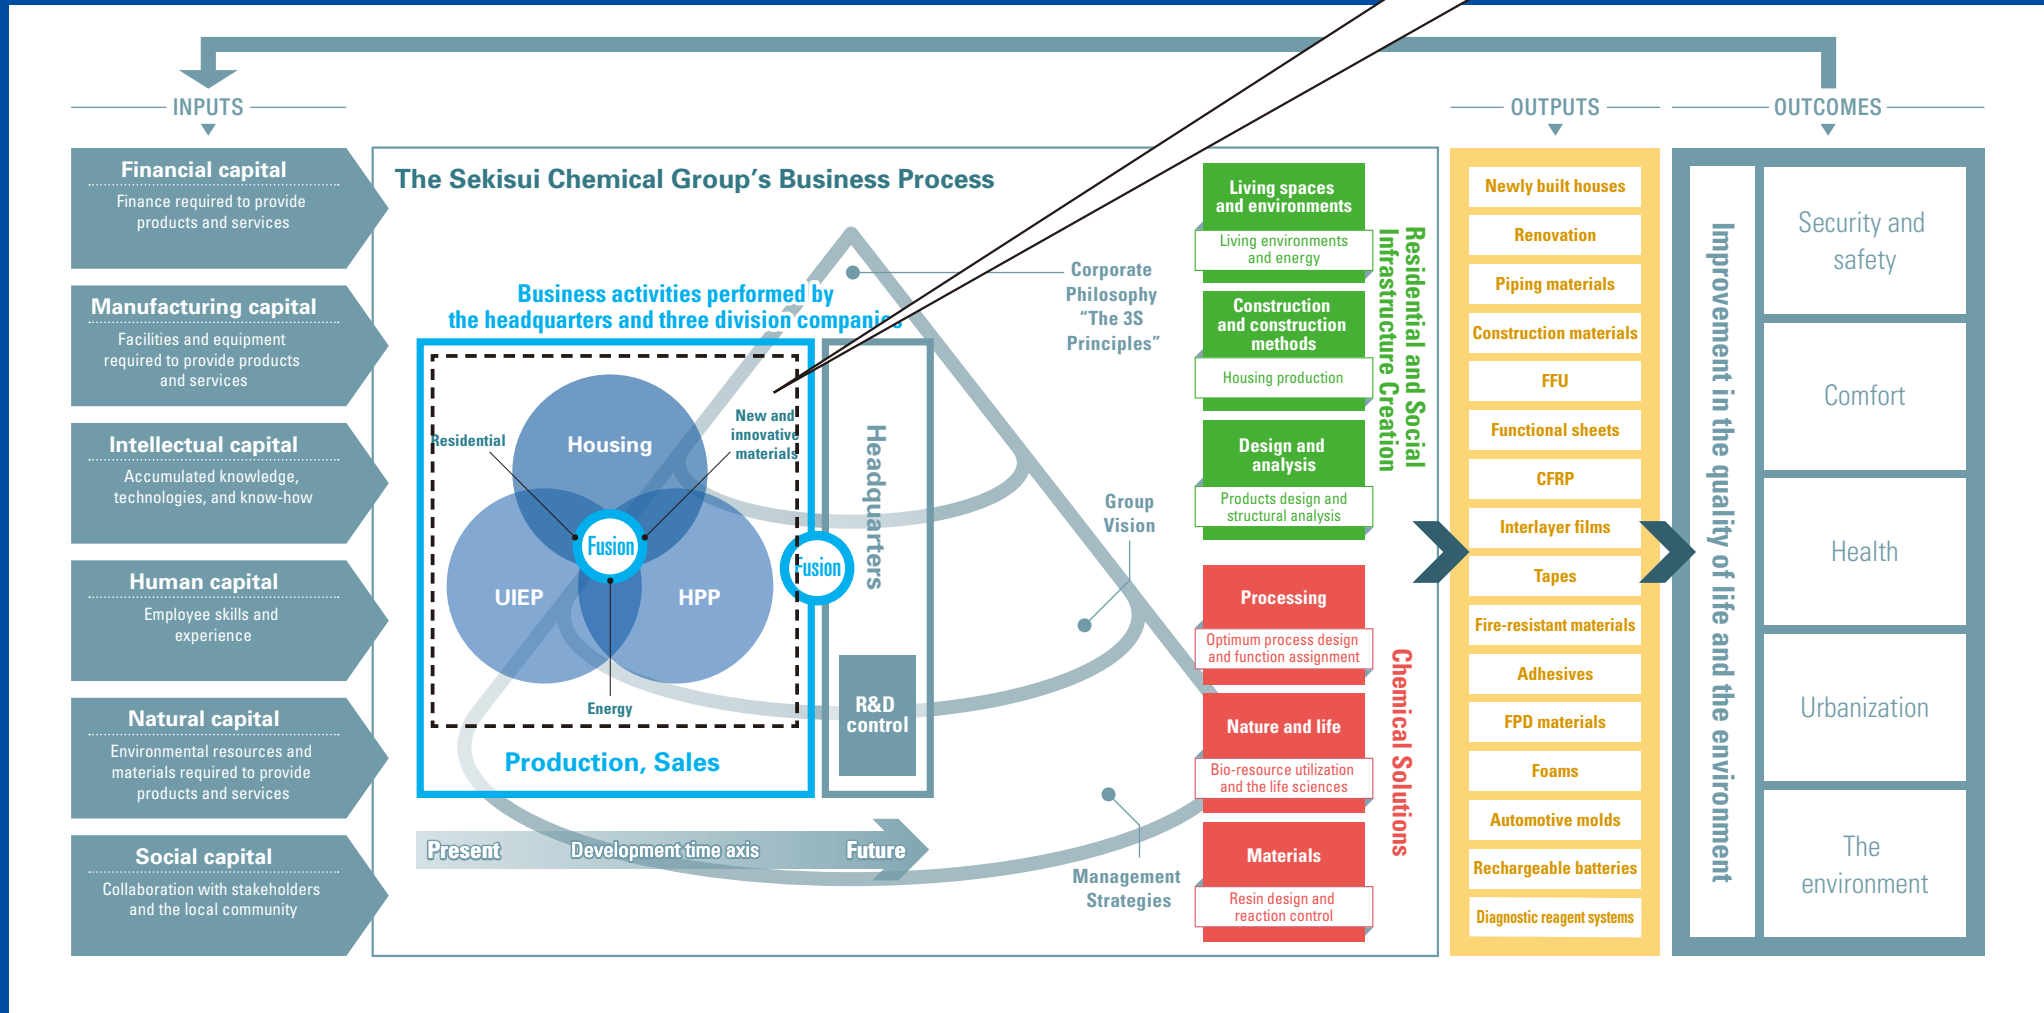 INPUTS
Financial capital
Finance required to provide
products and services
Manufacturing capital
Facilities and equipment
required to provide products
and services
Intellectual capital
Accumulated knowledge,
technologies, and know-how
Human capital
Employee skills and
experience
Natural capital
Environmental resources and
materials required to provide
products and services
Social capital
Collaboration with stakeholders
and the local community
The Sekisui Chemical Group's Business Process
Business activities performed by
the headquarters and three division companies
Residential
Housing
New and
innovative
materials
Fusion
UIEP
HPP
Energy
Production, Sales
Fusion
Headquarters
R&D
control
Present
Development time axis
Future
Corporate
Philosophy
“The 3S
Principles”
Group
Vision
Management
Strategies
Living spaces
and environments
Living environments
and energy
Construction
and construction
methods
Housing production
Design and
analysis
Products design and
structural analysis
Residential and Social
Infrastructure Creation
Processing
Optimum process design
and function assignment
Nature and life
Bio-resource utilization
and the life sciences
Materials
Resin design and
reaction control
Chemical Solutions
OUTPUTS
Newly built houses
Renovation
Piping materials
Construction materials
FFU
Functional sheets
CFRP
Interlayer films
Tapes
Fire-resistant materials
Adhesives
FPD materials
Foams
Automotive molds
Rechargeable batteries
Diagnostic reagent systems
OUTCOMES
Improvement in the quality of life and the environment
Security and
safety
Comfort
Health
Urbanization
The
environment